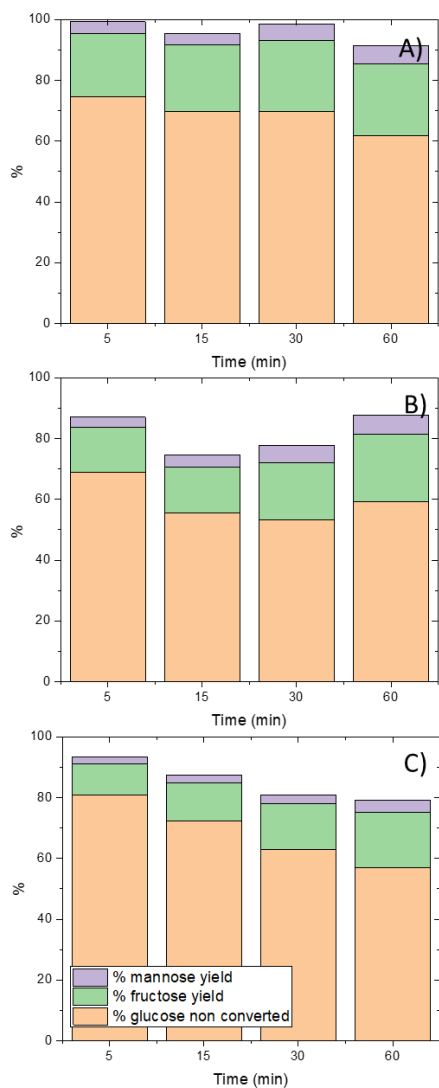 100
A)
80
60
%
40
20
0
5 15 30 60
Time (min)
100
B)
80
60
%
40
20
0
5 15 30 60
Time (min)
100
C)
80
60
%
40
20
% mannose yield
% fructose yield
% glucose non converted
0
5 15 30 60
Time (min)